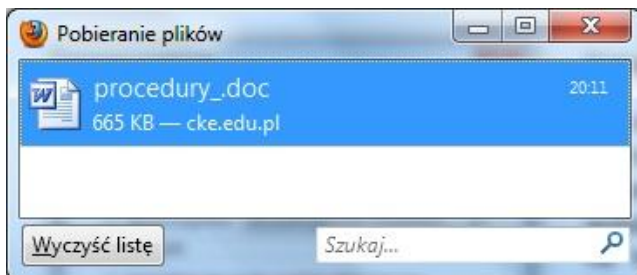 Pobieranie plików
procedury_.doc 20:11
665 KB — cke.edu.pl
Wyczyść listę Szukaj...